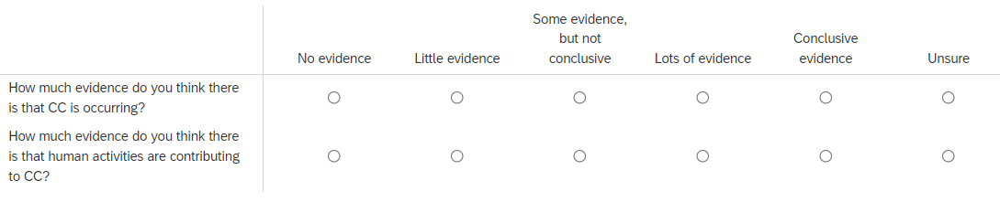 Some evidence,
but not
Conclusive
No evidence Little evidence conclusive Lots of evidence evidence Unsure
How much evidence do you think there
is that CC is occurring?
How much evidence do you think there
is that human activities are contributing
to CC?